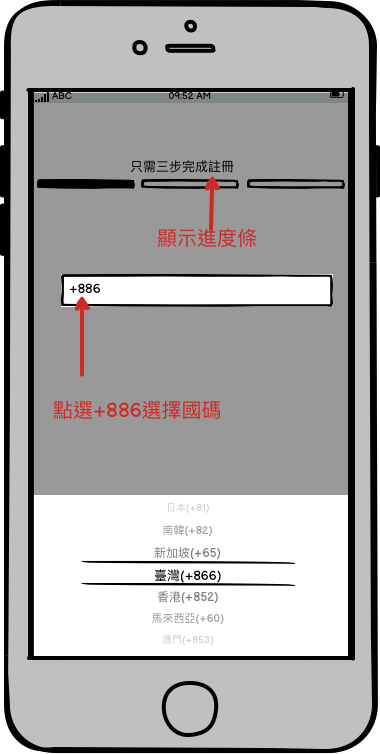 ABC 09:52 AM
只需三步完成註冊
顯示進度條
+886
點選+886選擇國碼
日本(+81)
南韓(+82)
新加坡(+65)
臺灣(+866)
香港(+852)
馬來西亞(+60)
澳門(+853)